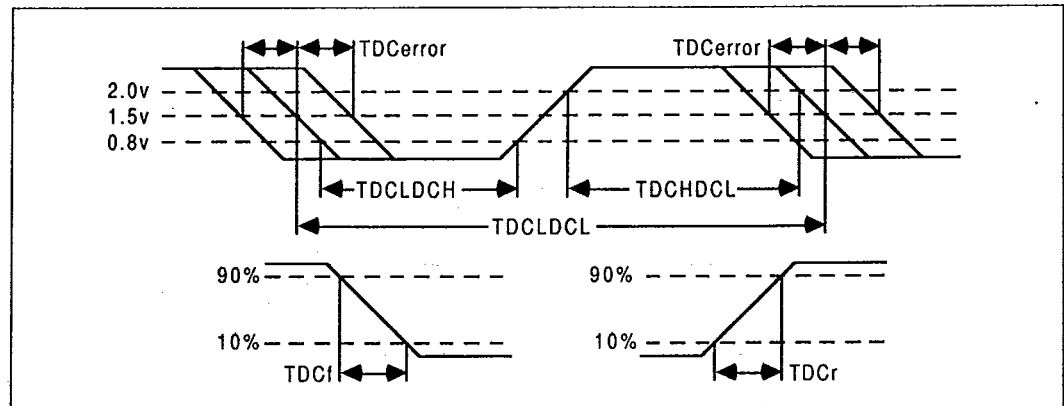 TDCerror TDCerror
2.0v
1.5v
0.8v
TDCLDCH TDCHDCL
TDCLDCL
90% 90%
10% 10%
TDCf TDCr